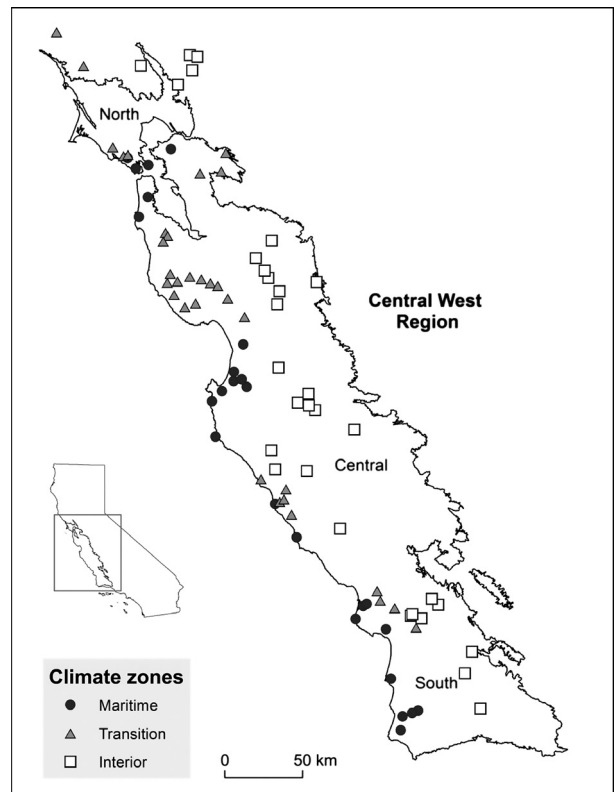 North
Central West
Region
Central
South
Climate zones
Maritime
Transition
Interior
0 50 km